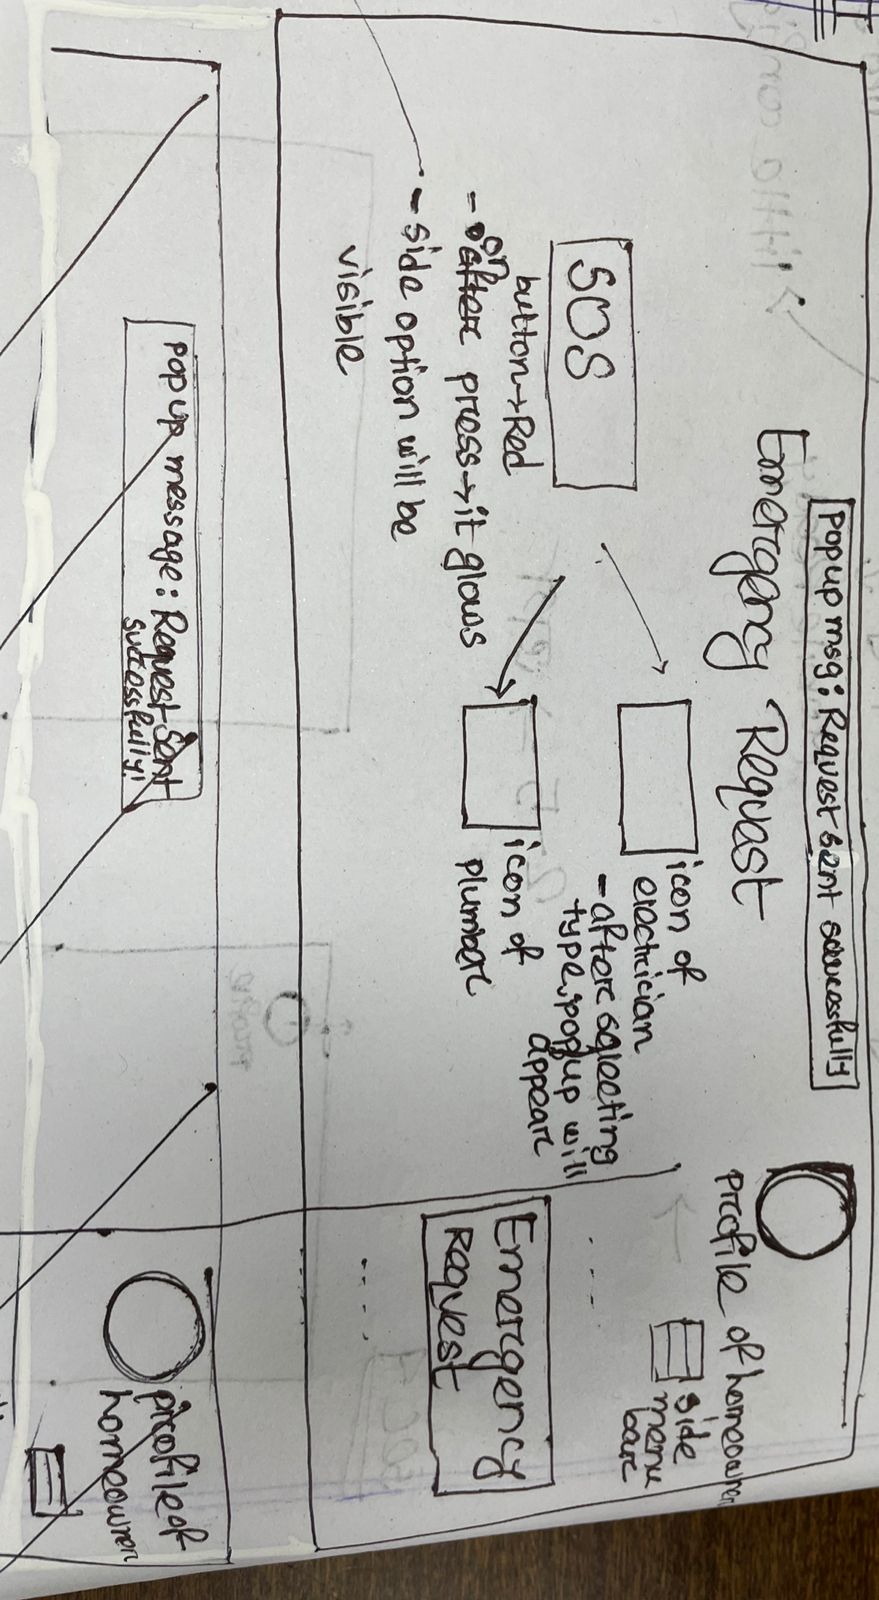 popup msg: Request sent successfully
Emergency Request
profile of homeowner
side
menu
bar
icon of
electrician
- after selecting
type, popup will
appear
SOS
button→Red
on
- after press→it glows
- side option will be
visible
icon of
plumber
Emergency
Request
pop up message: Request Sent
successfully!
profile of
homeowner